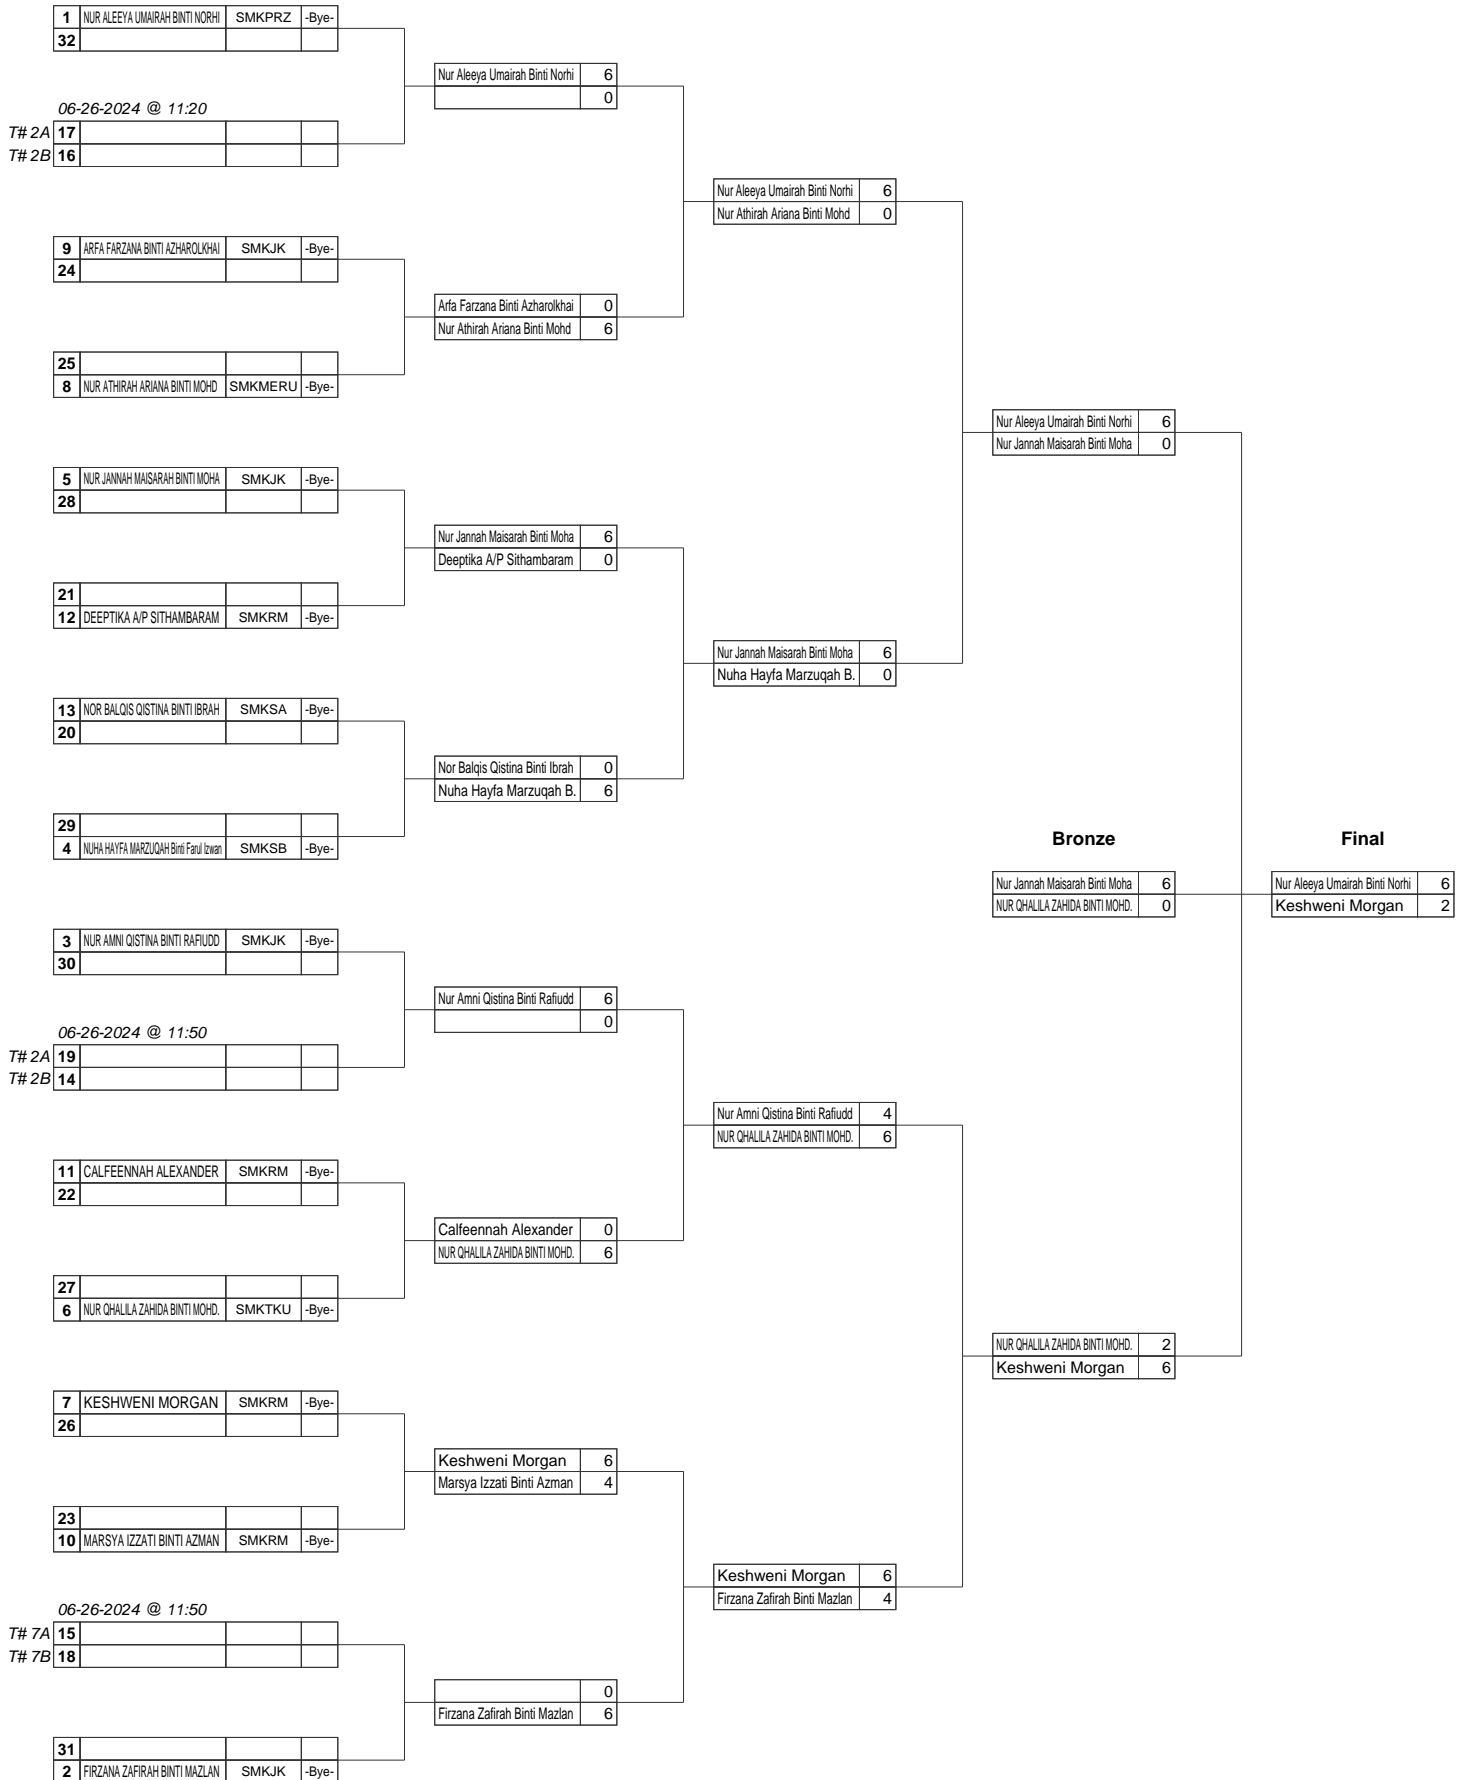 1 NUR ALEEYA UMAIRAH BINTI NORHI SMKPRZ -Bye-
32
Nur Aleeya Umairah Binti Norhi 6
0
06-26-2024 @ 11:20
T# 2A 17
T# 2B 16
Nur Aleeya Umairah Binti Norhi 6
Nur Athirah Ariana Binti Mohd 0
9 ARFA FARZANA BINTI AZHAROLKHAI SMKJK -Bye-
24
Arfa Farzana Binti Azharolkhai 0
Nur Athirah Ariana Binti Mohd 6
25
8 NUR ATHIRAH ARIANA BINTI MOHD SMKMERU -Bye-
Nur Aleeya Umairah Binti Norhi 6
Nur Jannah Maisarah Binti Moha 0
5 NUR JANNAH MAISARAH BINTI MOHA SMKJK -Bye-
28
Nur Jannah Maisarah Binti Moha 6
Deeptika A/P Sithambaram 0
21
12 DEEPTIKA A/P SITHAMBARAM SMKRM -Bye-
Nur Jannah Maisarah Binti Moha 6
Nuha Hayfa Marzuqah B. 0
13 NOR BALQIS QISTINA BINTI IBRAH SMKSA -Bye-
20
Nor Balqis Qistina Binti Ibrah 0
Nuha Hayfa Marzuqah B. 6
29
4 NUHA HAYFA MARZUQAH Binti Farul Izwan SMKSB -Bye-
Bronze Final
Nur Jannah Maisarah Binti Moha 6 Nur Aleeya Umairah Binti Norhi 6
NUR QHALILA ZAHIDA BINTI MOHD. 0 Keshweni Morgan 2
3 NUR AMNI QISTINA BINTI RAFIUDD SMKJK -Bye-
30
Nur Amni Qistina Binti Rafiudd 6
0
06-26-2024 @ 11:50
T# 2A 19
T# 2B 14
Nur Amni Qistina Binti Rafiudd 4
NUR QHALILA ZAHIDA BINTI MOHD. 6
11 CALFEENNAH ALEXANDER SMKRM -Bye-
22
Calfeennah Alexander 0
NUR QHALILA ZAHIDA BINTI MOHD. 6
27
6 NUR QHALILA ZAHIDA BINTI MOHD. SMKTKU -Bye-
NUR QHALILA ZAHIDA BINTI MOHD. 2
Keshweni Morgan 6
7 KESHWENI MORGAN SMKRM -Bye-
26
Keshweni Morgan 6
Marsya Izzati Binti Azman 4
23
10 MARSYA IZZATI BINTI AZMAN SMKRM -Bye-
Keshweni Morgan 6
Firzana Zafirah Binti Mazlan 4
06-26-2024 @ 11:50
T# 7A 15
T# 7B 18
0
Firzana Zafirah Binti Mazlan 6
31
2 FIRZANA ZAFIRAH BINTI MAZLAN SMKJK -Bye-